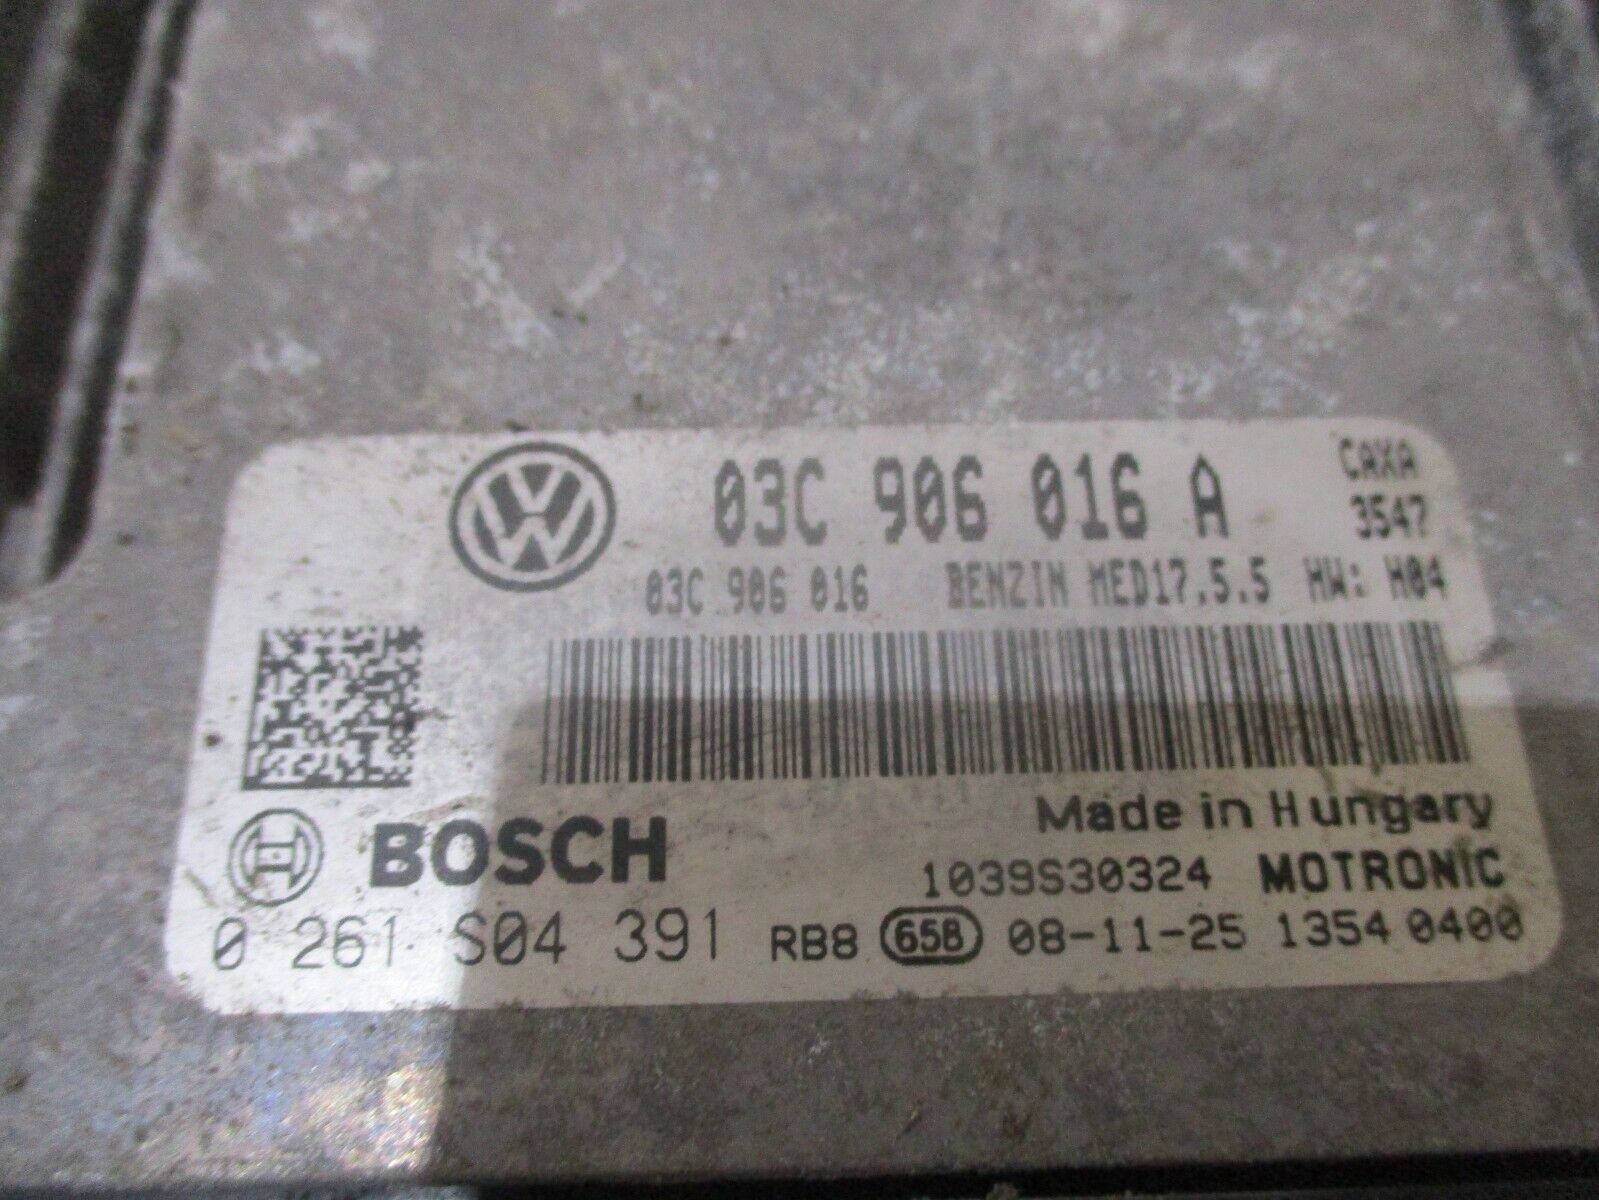 03C 906 016 A
CAXA
3547
03C 906 016 BENZIN MED17.5.5 HW: H04
Made in Hungary
BOSCH
1039S30324 MOTRONIC
0 261 S04 391 RB8 65B 08-11-25 1354 0400